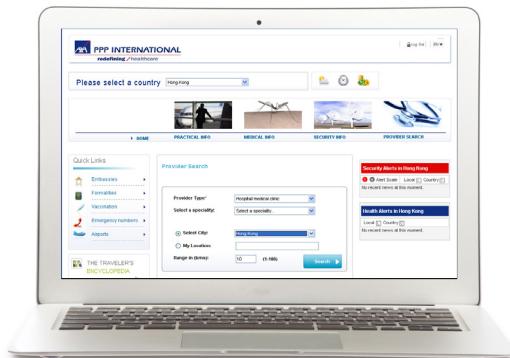 PPP INTERNATIONAL
redefining / healthcare
Log Out
EN
Please select a country
Hong Kong
HOME
PRACTICAL INFO
MEDICAL INFO
SECURITY INFO
PROVIDER SEARCH
Quick Links
Embassies
Formalities
Vaccination
Emergency numbers
Airports
THE TRAVELER'S
ENCYCLOPEDIA
Provider Search
Provider Type*
Hospital medical clinic
Select a speciality:
Select a speciality..
Select City:
Hong Kong
My Location:
Range in (kms):
10
(1-100)
Search
Security Alerts in Hong Kong
Alert Scale Local Country
No recent news at this moment.
Health Alerts in Hong Kong
Local Country
No recent news at this moment.